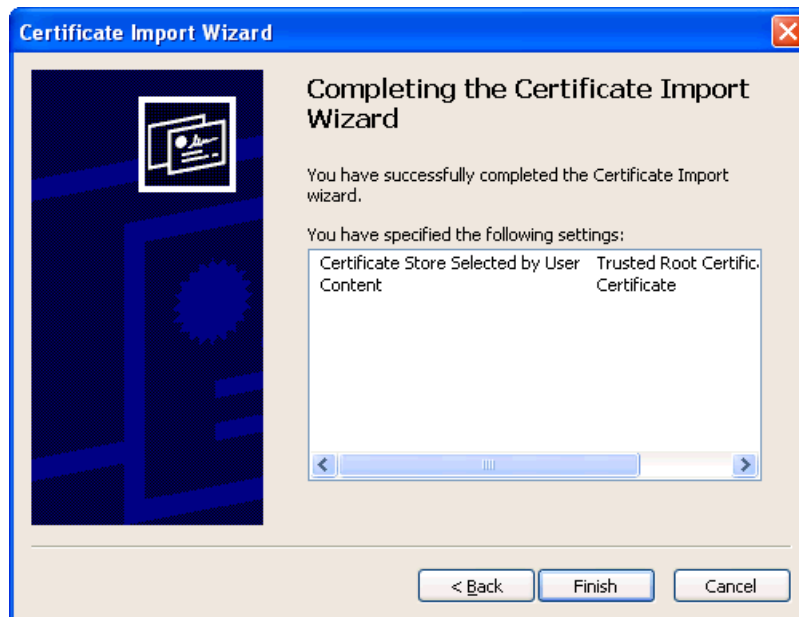 Certificate Import Wizard
Completing the Certificate Import
Wizard
You have successfully completed the Certificate Import
wizard.
You have specified the following settings:
Certificate Store Selected by User Trusted Root Certific
Content Certificate
< Back Finish Cancel